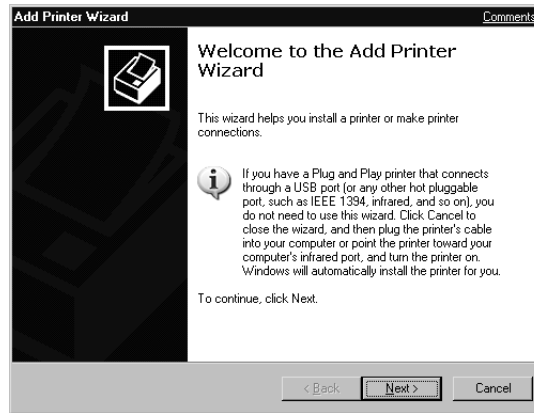 Add Printer Wizard Comments
Welcome to the Add Printer
Wizard
This wizard helps you install a printer or make printer
connections.
If you have a Plug and Play printer that connects
through a USB port (or any other hot pluggable
port, such as IEEE 1394, infrared, and so on), you
do not need to use this wizard. Click Cancel to
close the wizard, and then plug the printer's cable
into your computer or point the printer toward your
computer's infrared port, and turn the printer on.
Windows will automatically install the printer for you.
To continue, click Next.
< Back Next > Cancel